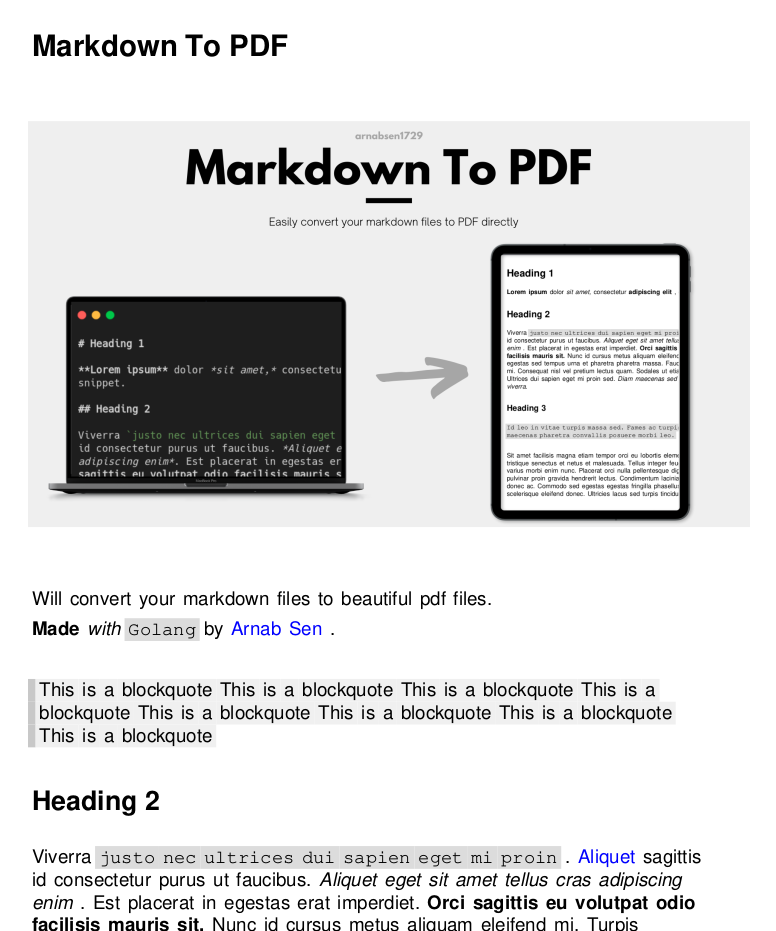 Markdown To PDF
arnabsen1729
Markdown To PDF
Easily convert your markdown files to PDF directly
# Heading 1
**Lorem ipsum** dolor *sit amet,* consectetu
snippet.
## Heading 2
Viverra `justo nec ultrices dui sapien eget
id consectetur purus ut faucibus. *Aliquet e
adipiscing enim*. Est placerat in egestas er
sagittis eu volutpat odio facilisis mauris s
Heading 1
Lorem ipsum dolor sit amet, consectetur adipiscing elit .
Heading 2
Viverra justo nec ultrices dui sapien eget mi proin
id consectetur purus ut faucibus. Aliquet eget sit amet tellus
enim . Est placerat in egestas erat imperdiet. Orci sagittis
facilisis mauris sit. Nunc id cursus metus aliquam eleifend
egestas sed tempus urna et pharetra pharetra massa. Fauc
mi. Consequat nisl vel pretium lectus quam. Sodales ut etia
Ultrices dui sapien eget mi proin sed. Diam maecenas sed
viverra.
Heading 3
Id leo in vitae turpis massa sed. Fames ac turpi
maecenas pharetra convallis posuere morbi leo.
Sit amet facilisis magna etiam tempor orci eu lobortis eleme
tristique senectus et netus et malesuada. Tellus integer feu
varius morbi enim nunc. Placerat orci nulla pellentesque dig
pulvinar proin gravida hendrerit lectus. Condimentum lacinia
donec ac. Commodo sed egestas egestas fringilla phasellu
scelerisque eleifend donec. Ultricies lacus sed turpis tincidu
Will convert your markdown files to beautiful pdf files.
Made with Golang by Arnab Sen .
This is a blockquote This is a blockquote This is a blockquote This is a
blockquote This is a blockquote This is a blockquote This is a blockquote
This is a blockquote
Heading 2
Viverra justo nec ultrices dui sapien eget mi proin . Aliquet sagittis
id consectetur purus ut faucibus. Aliquet eget sit amet tellus cras adipiscing
enim . Est placerat in egestas erat imperdiet. Orci sagittis eu volutpat odio
facilisis mauris sit. Nunc id cursus metus aliquam eleifend mi. Turpis